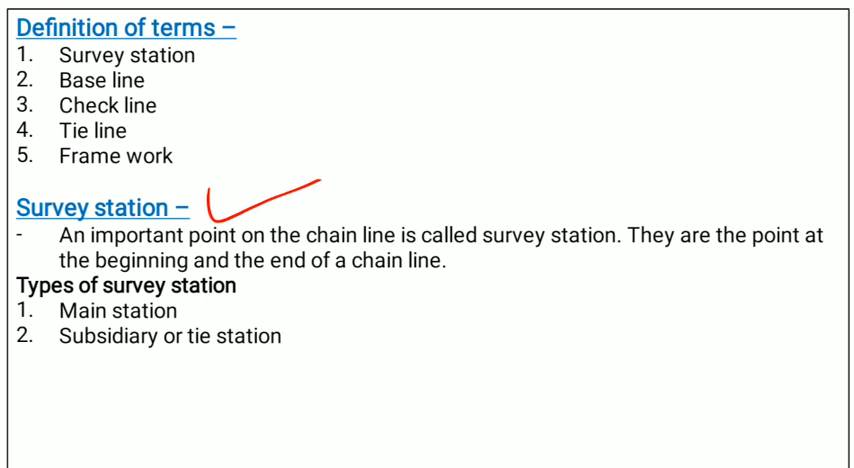 Definition of terms –
1. Survey station
2. Base line
3. Check line
4. Tie line
5. Frame work
Survey station –
- An important point on the chain line is called survey station. They are the point at
the beginning and the end of a chain line.
Types of survey station
1. Main station
2. Subsidiary or tie station